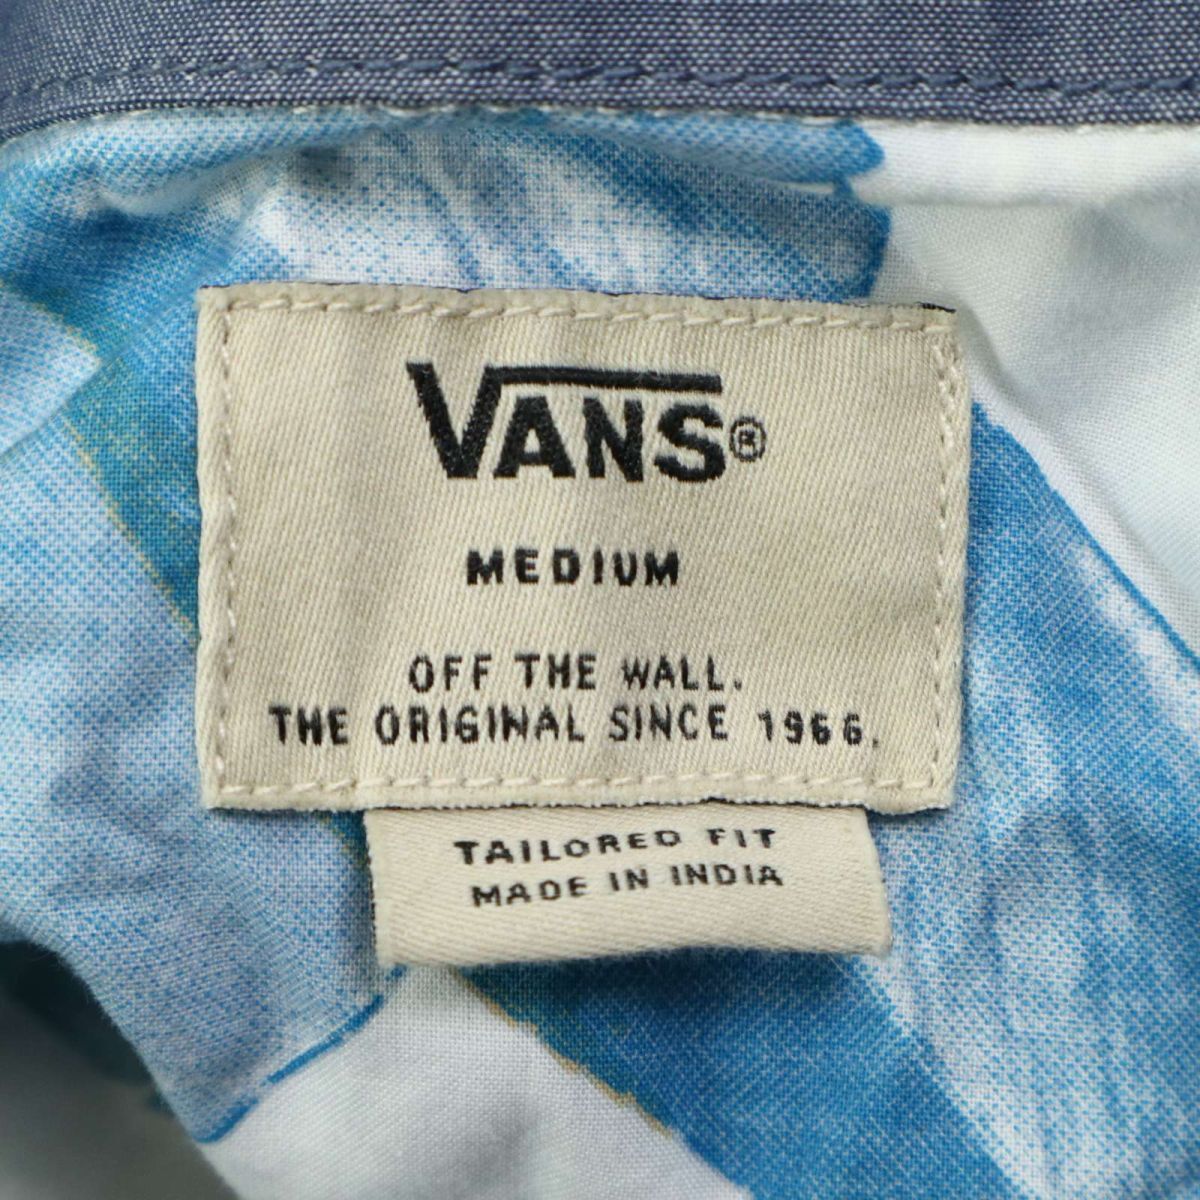 VANS®
MEDIUM
OFF THE WALL.
THE ORIGINAL SINCE 1966.
TAILORED FIT
MADE IN INDIA